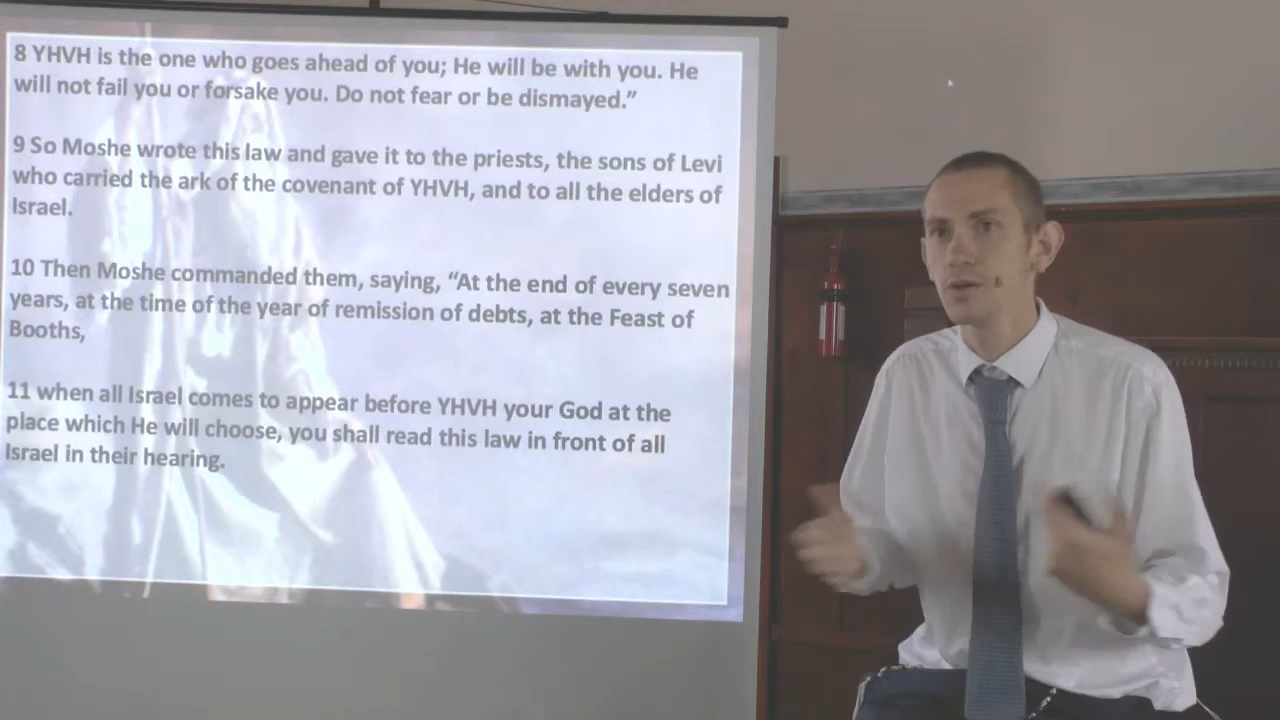 8 YHVH is the one who goes ahead of you; He will be with you. He
will not fail you or forsake you. Do not fear or be dismayed.”
9 So Moshe wrote this law and gave it to the priests, the sons of Levi
who carried the ark of the covenant of YHVH, and to all the elders of
Israel.
10 Then Moshe commanded them, saying, “At the end of every seven
years, at the time of the year of remission of debts, at the Feast of
Booths,
11 when all Israel comes to appear before YHVH your God at the
place which He will choose, you shall read this law in front of all
Israel in their hearing.